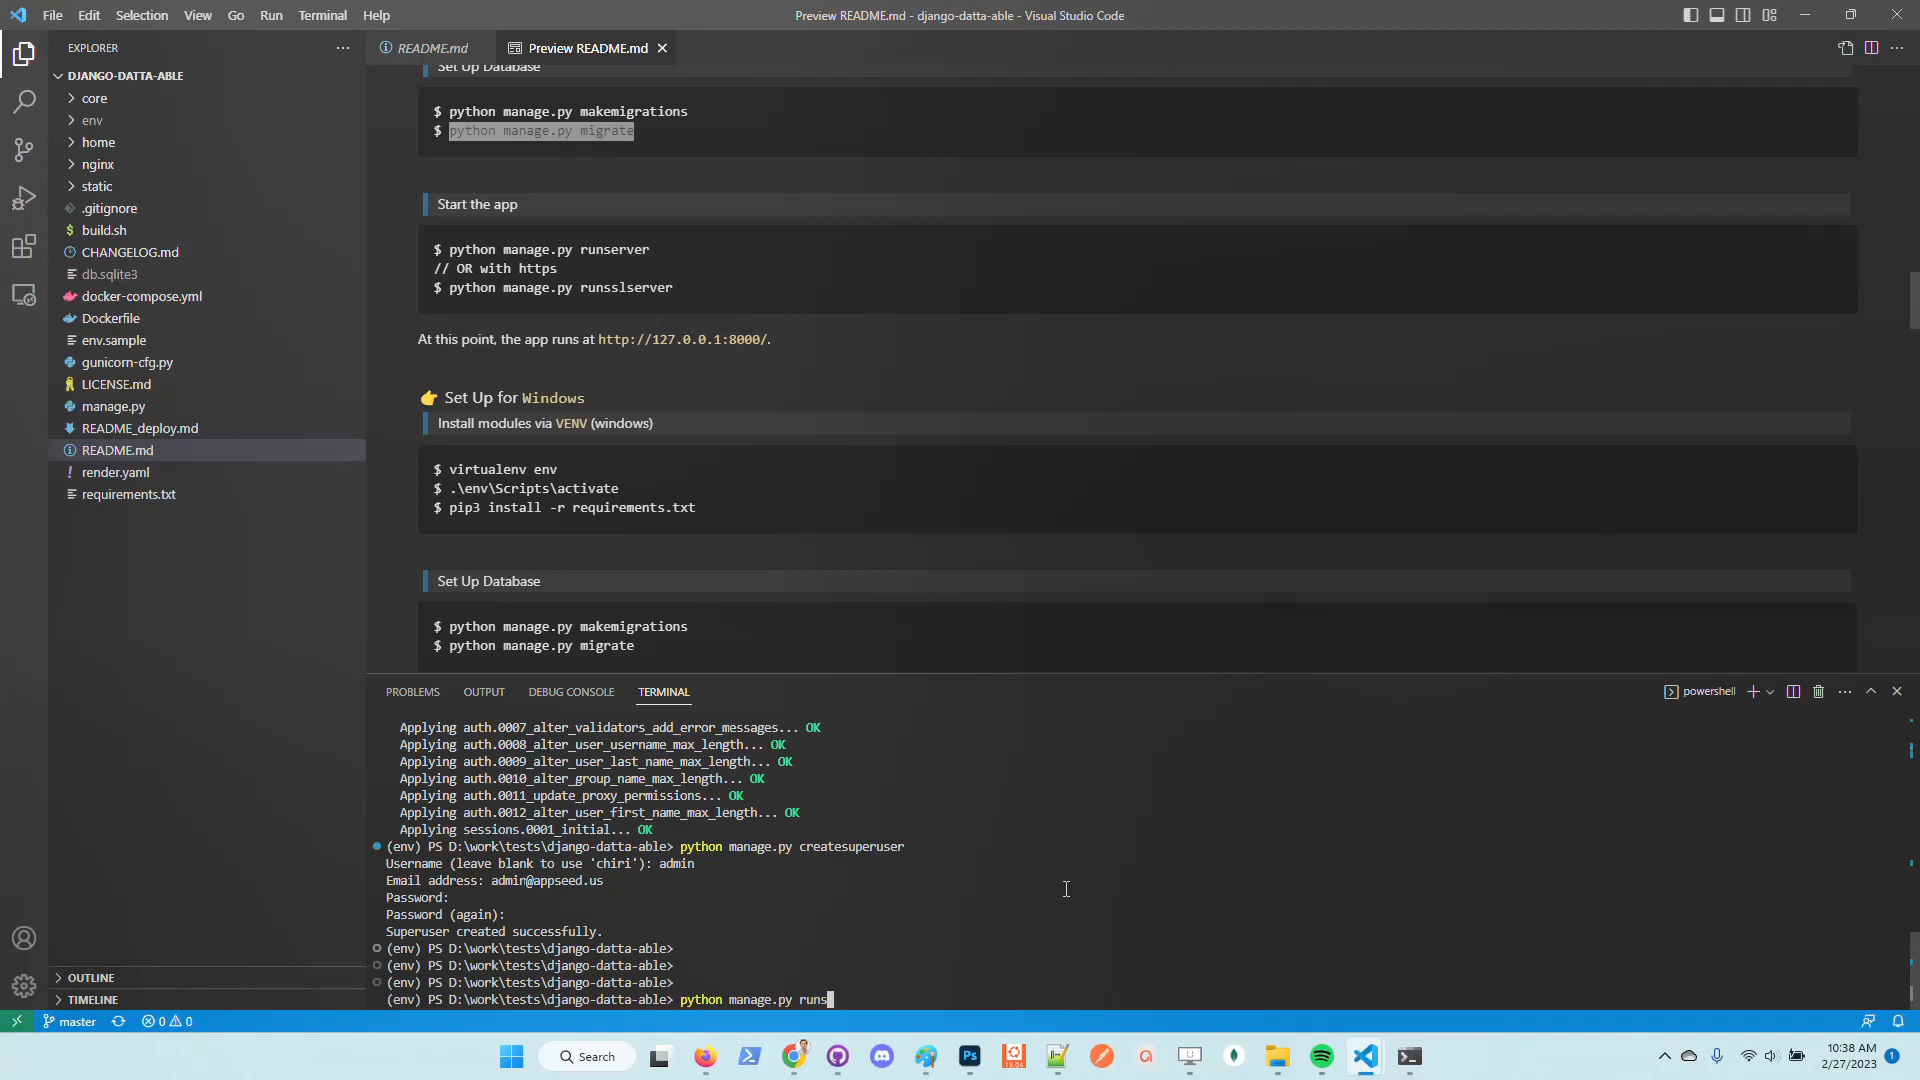 File Edit Selection View Go Run Terminal Help
Preview README.md - django-datta-able - Visual Studio Code
EXPLORER
DJANGO-DATTA-ABLE
core
env
home
nginx
static
.gitignore
build.sh
CHANGELOG.md
db.sqlite3
docker-compose.yml
Dockerfile
env.sample
gunicorn-cfg.py
LICENSE.md
manage.py
README_deploy.md
README.md
render.yaml
requirements.txt
OUTLINE
TIMELINE
README.md
Preview README.md
Set Up Database
$ python manage.py makemigrations
$ python manage.py migrate
Start the app
$ python manage.py runserver
// OR with https
$ python manage.py runsslserver
At this point, the app runs at http://127.0.0.1:8000/.
👉 Set Up for Windows
Install modules via VENV (windows)
$ virtualenv env
$ .\env\Scripts\activate
$ pip3 install -r requirements.txt
Set Up Database
$ python manage.py makemigrations
$ python manage.py migrate
PROBLEMS OUTPUT DEBUG CONSOLE TERMINAL
powershell
Applying auth.0007_alter_validators_add_error_messages... OK
Applying auth.0008_alter_user_username_max_length... OK
Applying auth.0009_alter_user_last_name_max_length... OK
Applying auth.0010_alter_group_name_max_length... OK
Applying auth.0011_update_proxy_permissions... OK
Applying auth.0012_alter_user_first_name_max_length... OK
Applying sessions.0001_initial... OK
(env) PS D:\work\tests\django-datta-able> python manage.py createsuperuser
Username (leave blank to use 'chiri'): admin
Email address: admin@appseed.us
Password:
Password (again):
Superuser created successfully.
(env) PS D:\work\tests\django-datta-able>
(env) PS D:\work\tests\django-datta-able>
(env) PS D:\work\tests\django-datta-able>
(env) PS D:\work\tests\django-datta-able> python manage.py runs
master
0 0
Search
Ps
18.04
10:38 AM
2/27/2023
1